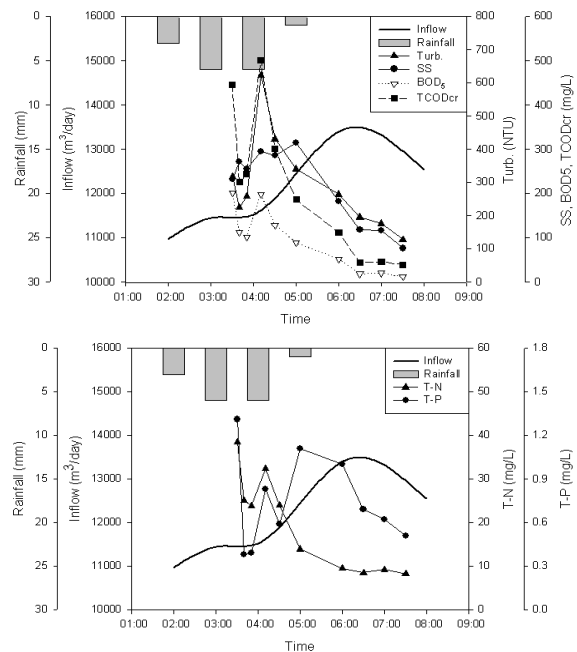 0 16000 800 600
Inflow
Rainfall
Turb.
SS
BOD5
TCODcr
5 15000 700 500
10 14000 600 400
15 13000 500 300
20 12000 400 200
25 11000 300 100
30 10000 200 0
100
0
Rainfall (mm)
Inflow (m3/day)
Turb. (NTU)
SS, BOD5, TCODcr (mg/L)
01:00 02:00 03:00 04:00 05:00 06:00 07:00 08:00 09:00
Time
0 16000 60 1.8
Inflow
Rainfall
T-N
T-P
5 15000 50 1.5
10 14000 40 1.2
15 13000 30 0.9
20 12000 20 0.6
25 11000 10 0.3
30 10000 0 0.0
Rainfall (mm)
Inflow (m3/day)
T-N (mg/L)
T-P (mg/L)
01:00 02:00 03:00 04:00 05:00 06:00 07:00 08:00 09:00
Time